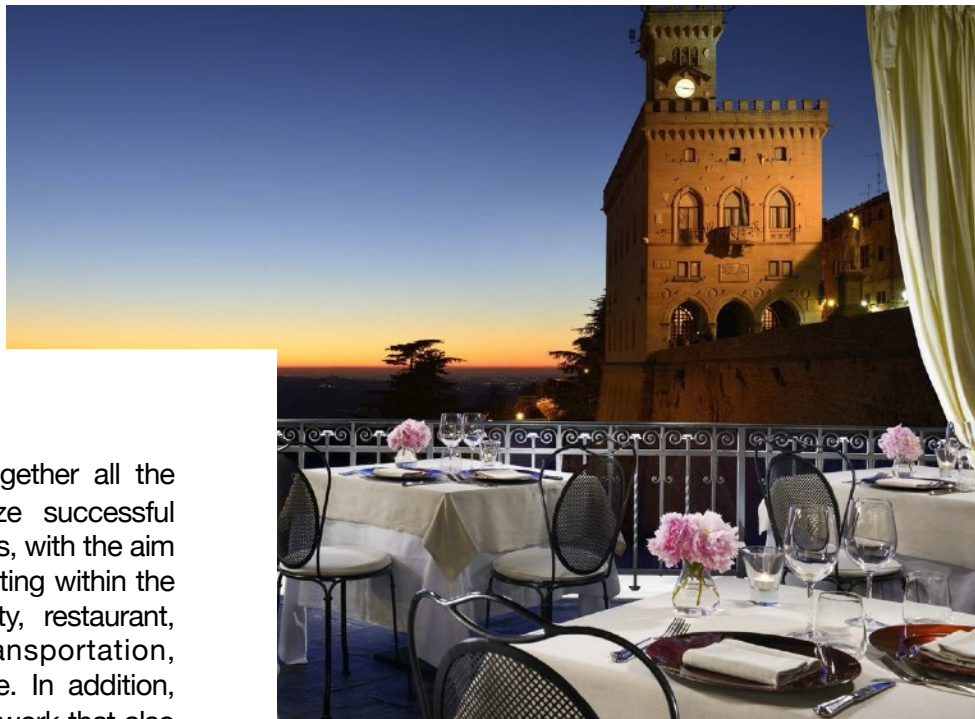 gether all the
ze successful
s, with the aim
ting within the
ty, restaurant,
ansportation,
e. In addition,
work that also